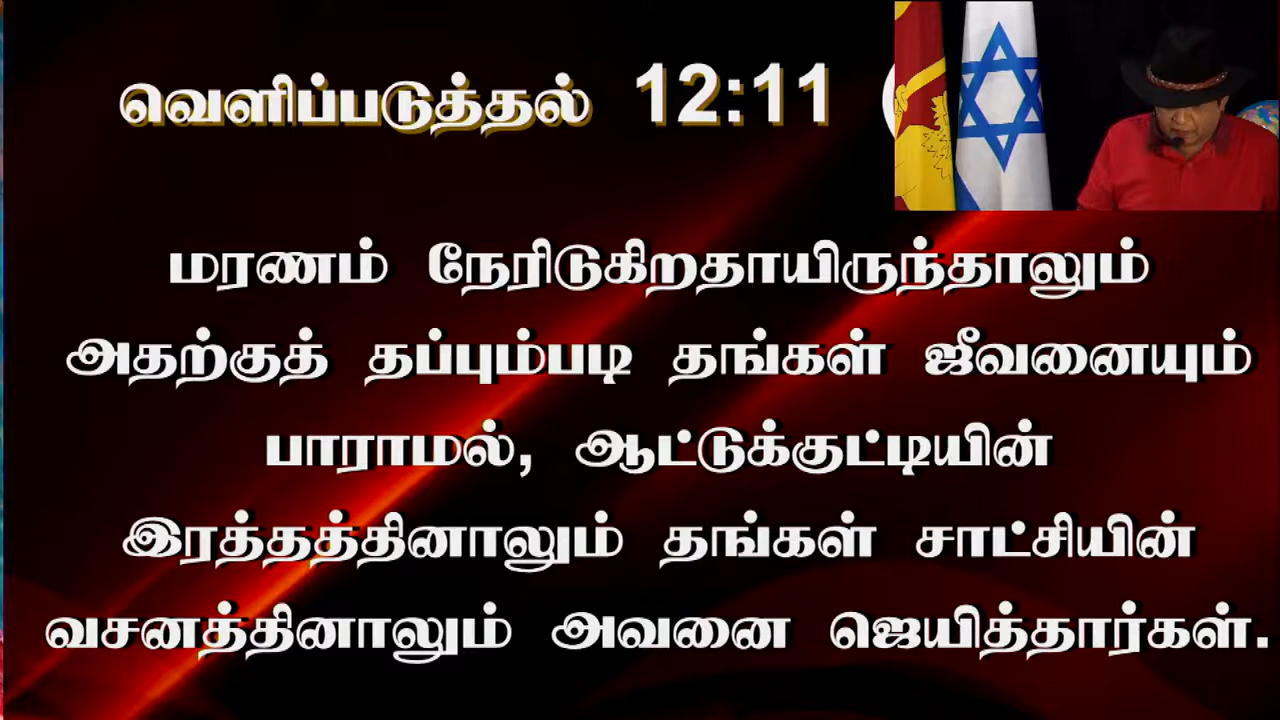 வெளிப்படுத்தல் 12:11
மரணம் நேரிடுகிறதாயிருந்தாலும்
அதற்குத் தப்பும்படி தங்கள் ஜீவனையும்
பாராமல், ஆட்டுக்குட்டியின்
இரத்தத்தினாலும் தங்கள் சாட்சியின்
வசனத்தினாலும் அவனை ஜெயித்தார்கள்.